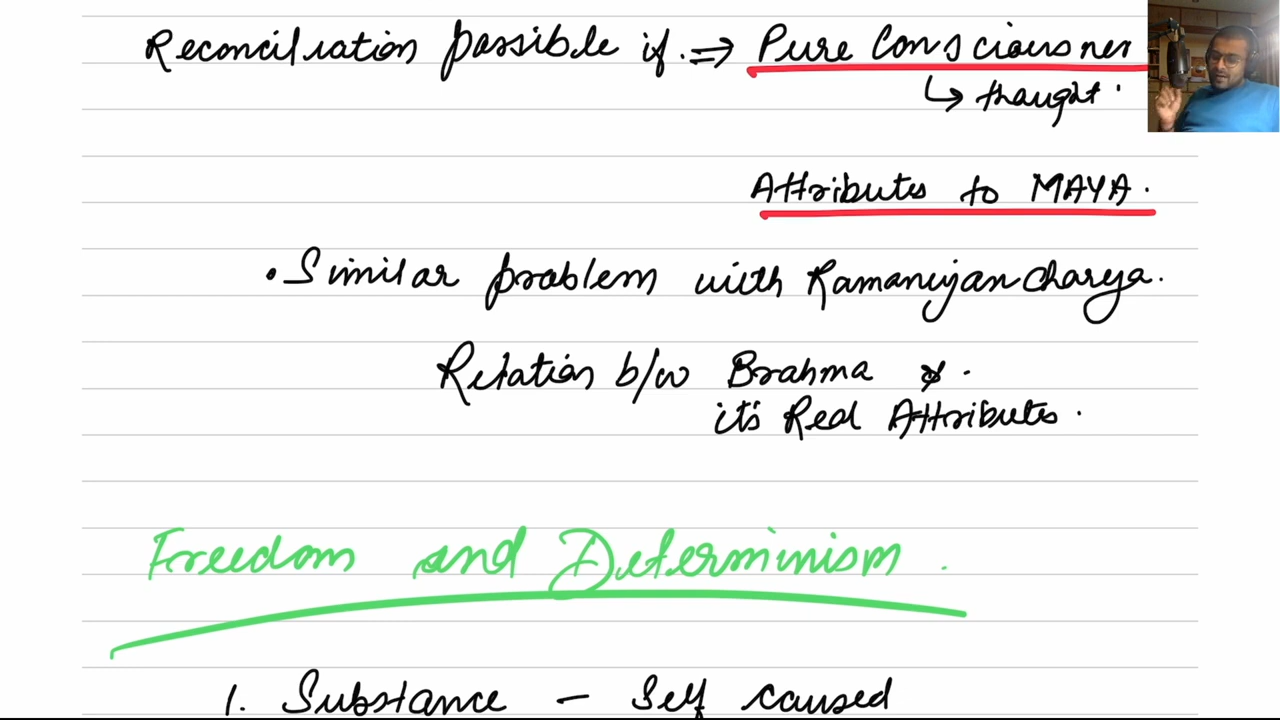 Reconciliation possible if. ⇒ Pure Consciousness
↳ thought.
Attributes to MAYA.
• Similar problem with Ramanujancharya.
Relation b/w Brahma & .
it's Real Attributes.
Freedom and Determinism.
1. Substance – Self caused